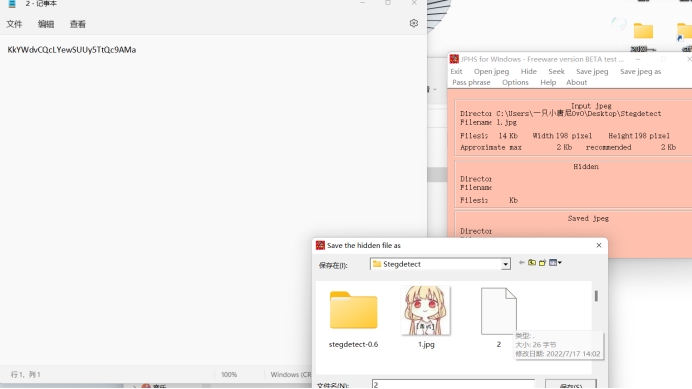 2 - 记事本
文件 编辑 查看
KkYWdvCQcLYewSUUy5TtQc9AMa
JPHS for Windows - Freeware version BETA test ...
Exit Open jpeg Hide Seek Save jpeg Save jpeg as
Pass phrase Options Help About
Input jpeg
Director C:\Users\一只小唐尼OvO\Desktop\Stegdetect
Filename 1.jpg
Filesiz 14 Kb Width 198 pixel Height 198 pixel
Approximate max 2 Kb recommended 2 Kb
Hidden
Director
Filename
Filesiz Kb
Saved jpeg
Director
Save the hidden file as
保存在(I): Stegdetect
stegdetect-0.6 1.jpg 2
类型: .
大小: 26 字节
修改日期: 2022/7/17 14:02
文件名(N): 2 保存(S)
行 1, 列 1 100% Windows (CR
音乐